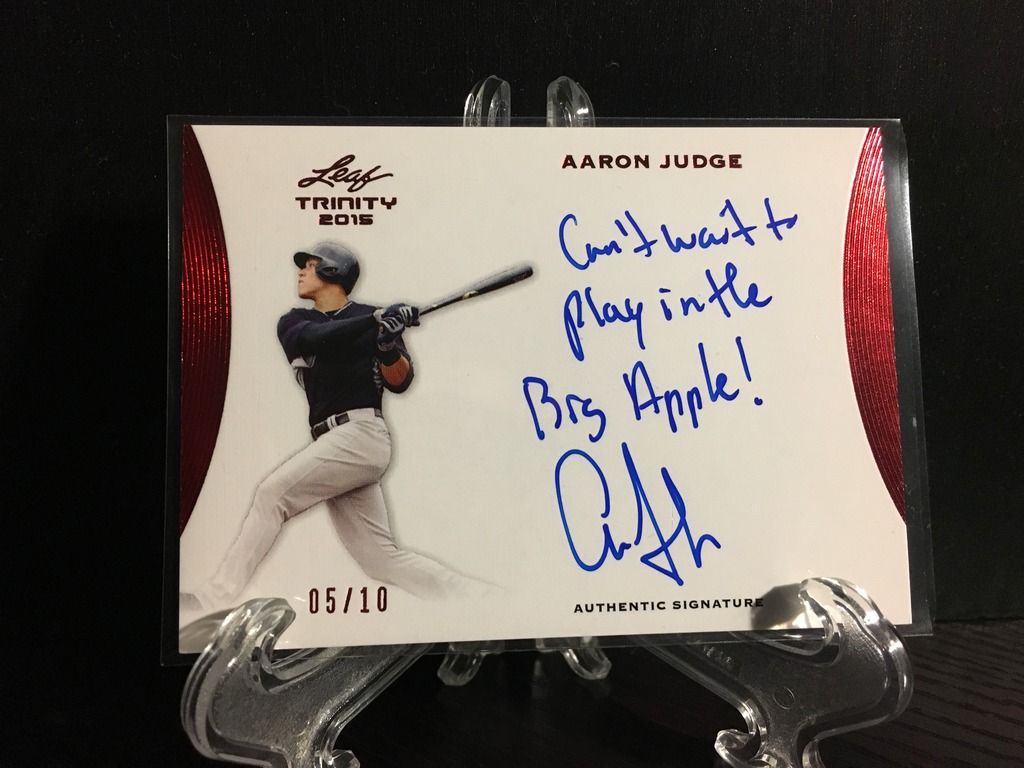 Leaf
TRINITY
2015
AARON JUDGE
Can't wait to
play in the
Big Apple!
05/10
AUTHENTIC SIGNATURE